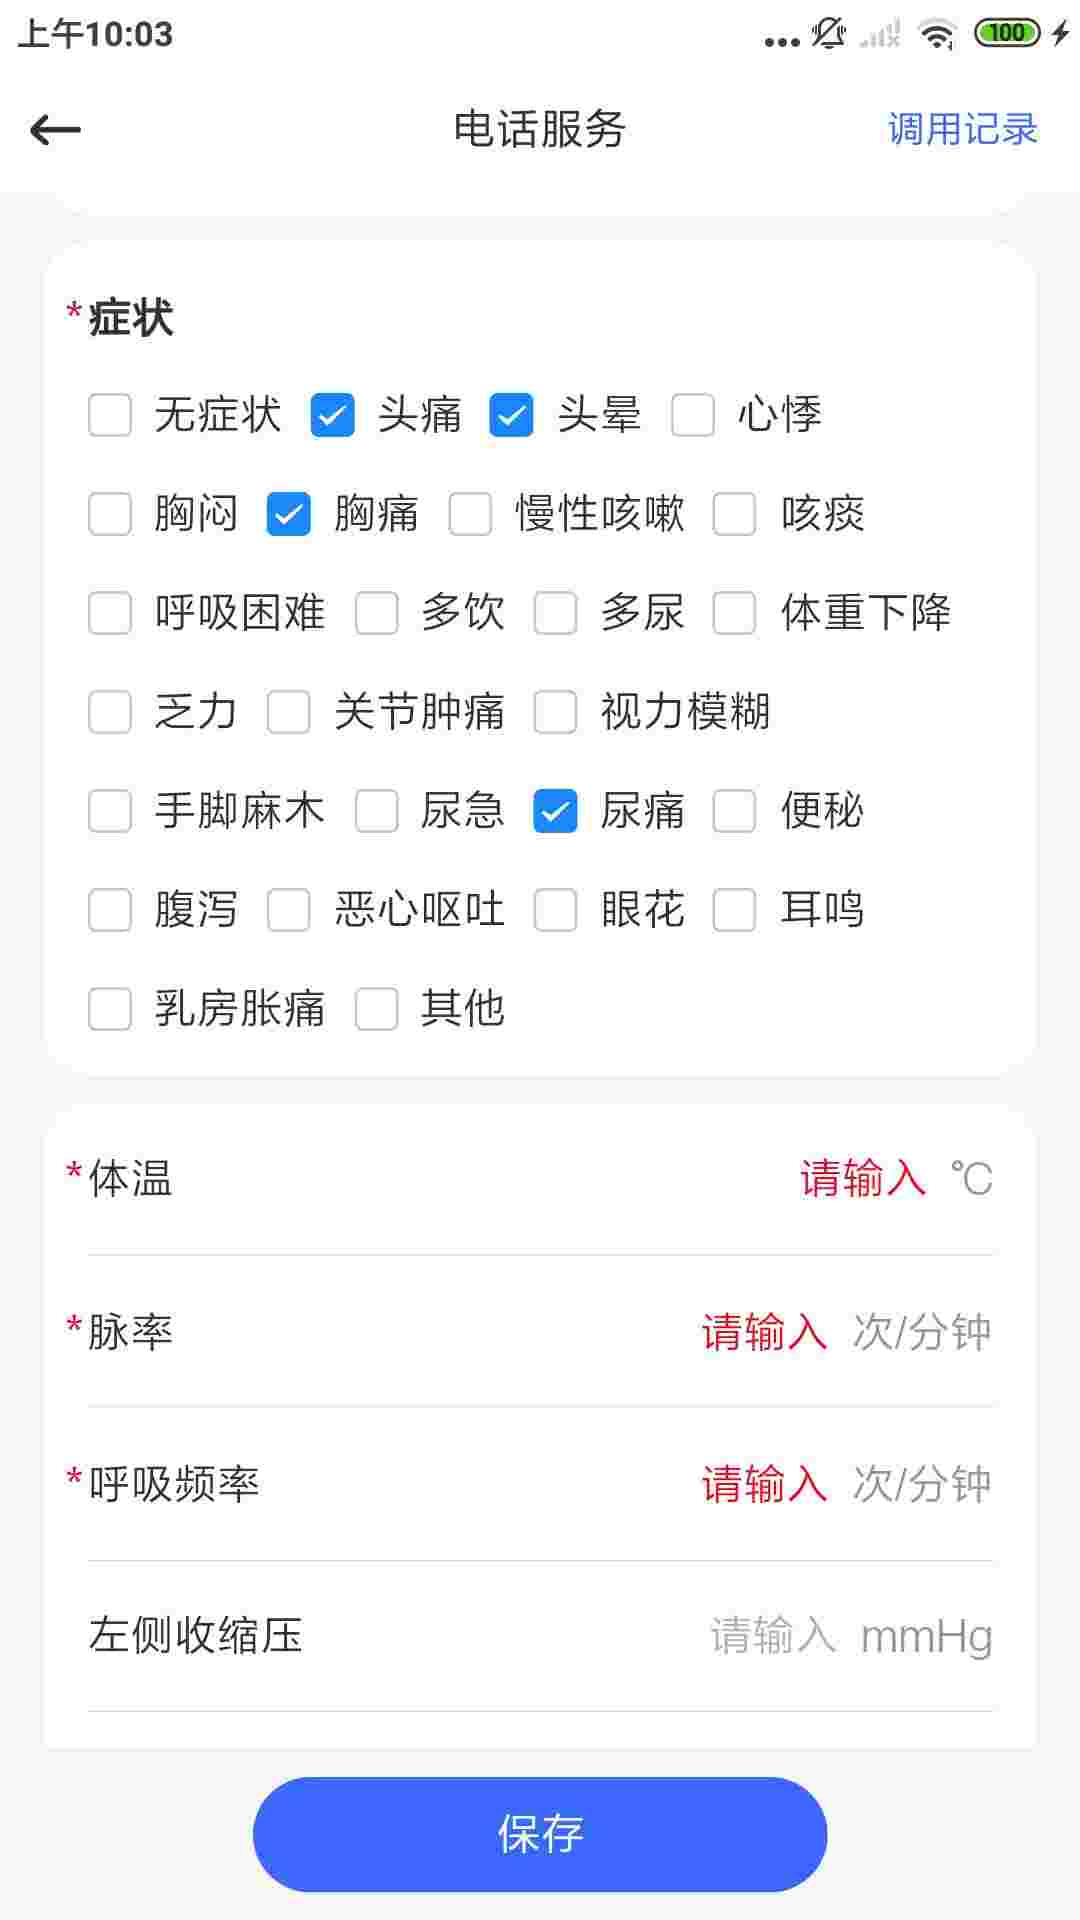 上午10:03
100
电话服务
调用记录
*症状
无症状 头痛 头晕 心悸
胸闷 胸痛 慢性咳嗽 咳痰
呼吸困难 多饮 多尿 体重下降
乏力 关节肿痛 视力模糊
手脚麻木 尿急 尿痛 便秘
腹泻 恶心呕吐 眼花 耳鸣
乳房胀痛 其他
*体温 请输入 ℃
*脉率 请输入 次/分钟
*呼吸频率 请输入 次/分钟
左侧收缩压 请输入 mmHg
保存